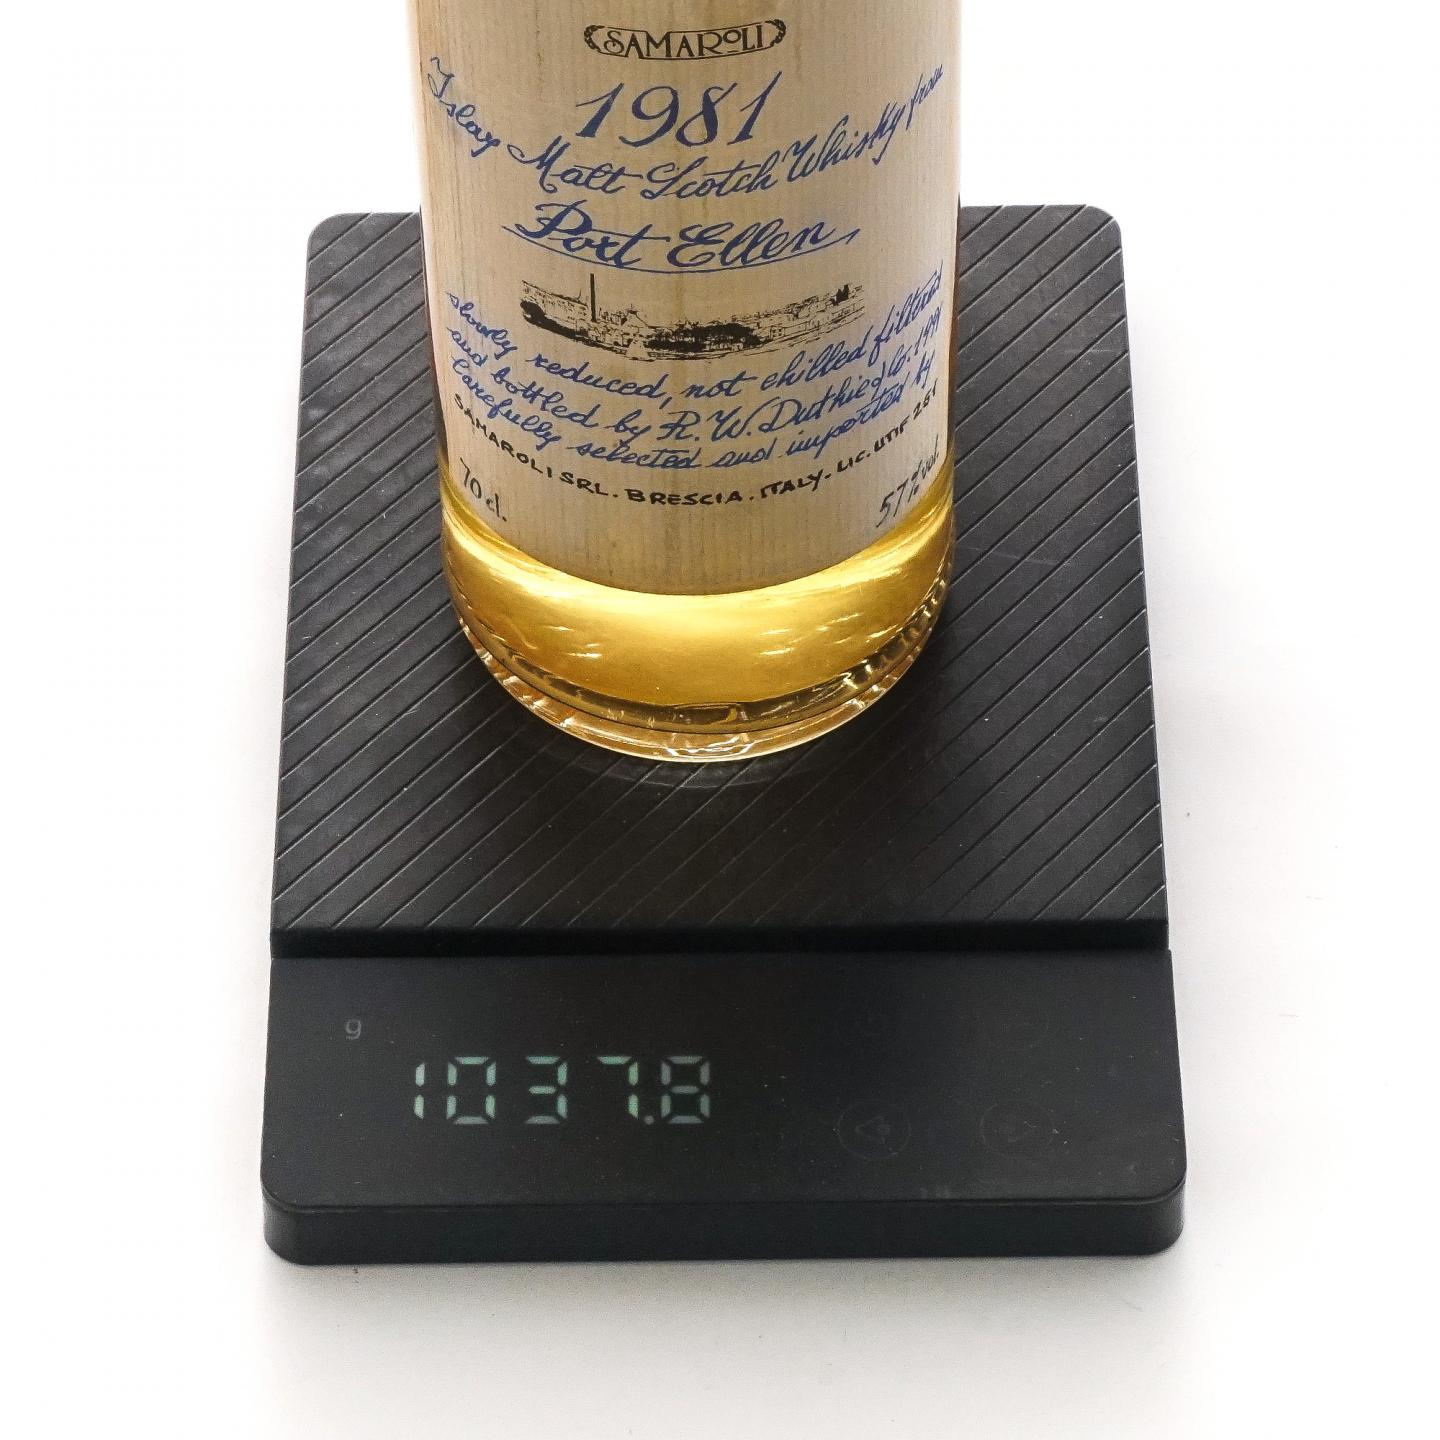 SAMAROLI
1981
Islay Malt Scotch Whisky from
Port Ellen
slowly reduced, not chilled filtered
and bottled by R.W. Duthie & Co.
Carefully selected and imported by
SAMAROLI SRL. BRESCIA. ITALY. LIC. UTIF 251
70 cl.
57% vol.
g
1037.8